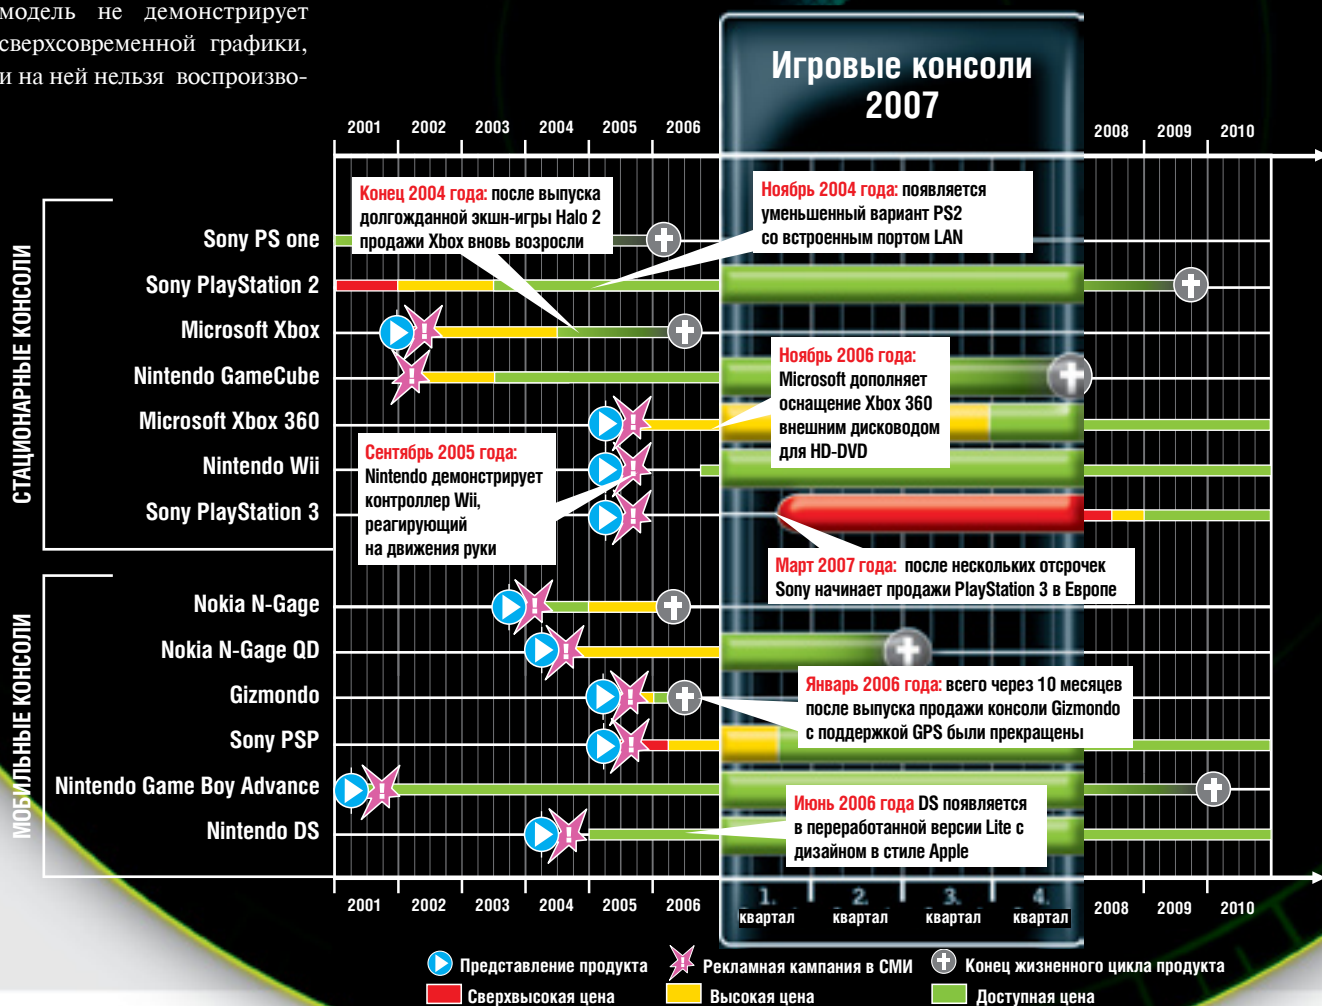 модель не демонстрирует
сверхсовременной графики,
и на ней нельзя воспроизво-
Игровые консоли
2007
2001 2002 2003 2004 2005 2006 2008 2009 2010
СТАЦИОНАРНЫЕ КОНСОЛИ
Sony PS one
Sony PlayStation 2
Microsoft Xbox
Nintendo GameCube
Microsoft Xbox 360
Nintendo Wii
Sony PlayStation 3
Конец 2004 года: после выпуска
долгожданной экшн-игры Halo 2
продажи Xbox вновь возросли
Ноябрь 2004 года: появляется
уменьшенный вариант PS2
со встроенным портом LAN
Ноябрь 2006 года:
Microsoft дополняет
оснащение Xbox 360
внешним дисководом
для HD-DVD
Сентябрь 2005 года:
Nintendo демонстрирует
контроллер Wii,
реагирующий
на движения руки
Март 2007 года: после нескольких отсрочек
Sony начинает продажи PlayStation 3 в Европе
МОБИЛЬНЫЕ КОНСОЛИ
Nokia N-Gage
Nokia N-Gage QD
Gizmondo
Sony PSP
Nintendo Game Boy Advance
Nintendo DS
Январь 2006 года: всего через 10 месяцев
после выпуска продажи консоли Gizmondo
с поддержкой GPS были прекращены
Июнь 2006 года DS появляется
в переработанной версии Lite с
дизайном в стиле Apple
1. 2. 3. 4.
квартал квартал квартал квартал
2001 2002 2003 2004 2005 2006 2008 2009 2010
Представление продукта Рекламная кампания в СМИ Конец жизненного цикла продукта
Сверхвысокая цена Высокая цена Доступная цена